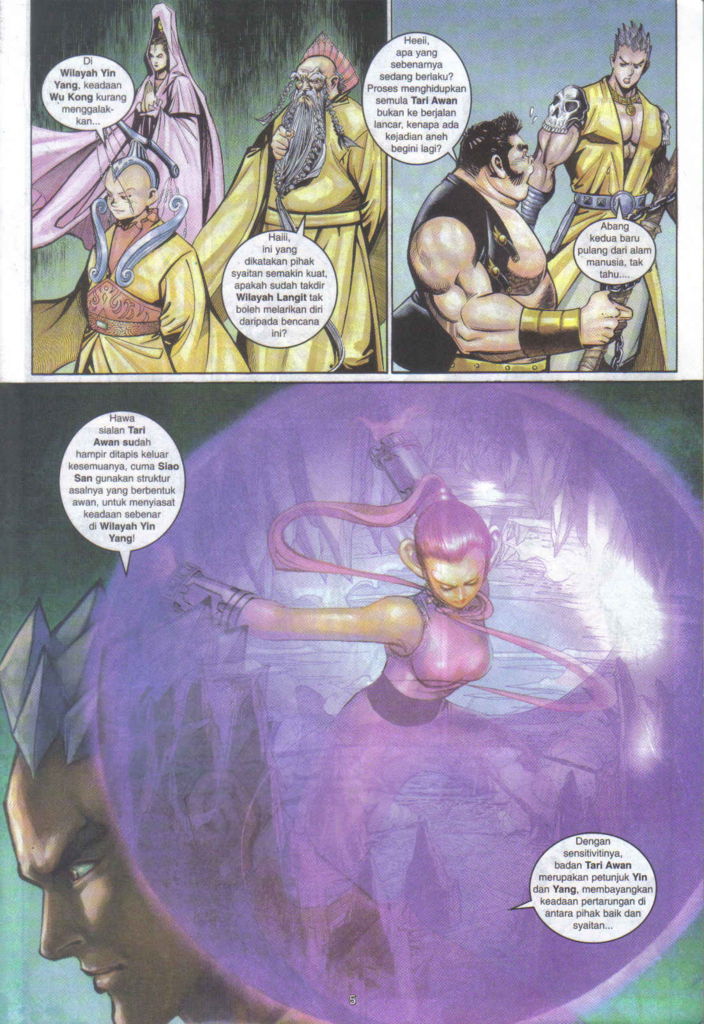 Di
Wilayah Yin
Yang, keadaan
Wu Kong kurang
menggalak-
kan...
Haiii,
ini yang
dikatakan pihak
syaitan semakin kuat,
apakah sudah takdir
Wilayah Langit tak
boleh melarikan diri
daripada bencana
ini?
Heeii,
apa yang
sebenarnya
sedang berlaku?
Proses menghidupkan
semula Tari Awan
bukan ke berjalan
lancar, kenapa ada
kejadian aneh
begini lagi?
Abang
kedua baru
pulang dari alam
manusia, tak
tahu....
Hawa
sialan Tari
Awan sudah
hampir ditapis keluar
kesemuanya, cuma Siao
San gunakan struktur
asalnya yang berbentuk
awan, untuk menyiasat
keadaan sebenar
di Wilayah Yin
Yang!
Dengan
sensitivitinya,
badan Tari Awan
merupakan petunjuk Yin
dan Yang, membayangkan
keadaan pertarungan di
antara pihak baik dan
syaitan...
5